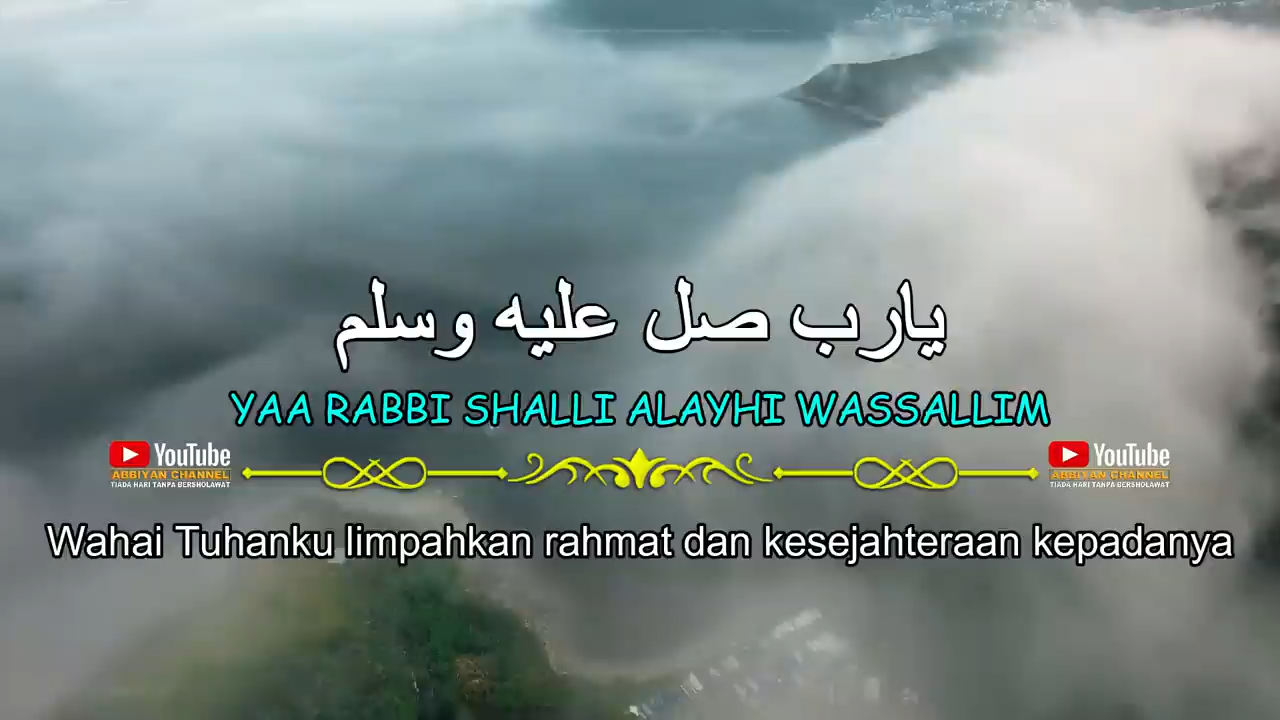 يارب صل عليه وسلم
YAA RABBI SHALLI ALAYHI WASSALLIM
YouTube
ABBIYAN CHANNEL
TIADA HARI TANPA BERSHOLAWAT
YouTube
ABBIYAN CHANNEL
TIADA HARI TANPA BERSHOLAWAT
Wahai Tuhanku limpahkan rahmat dan kesejahteraan kepadanya